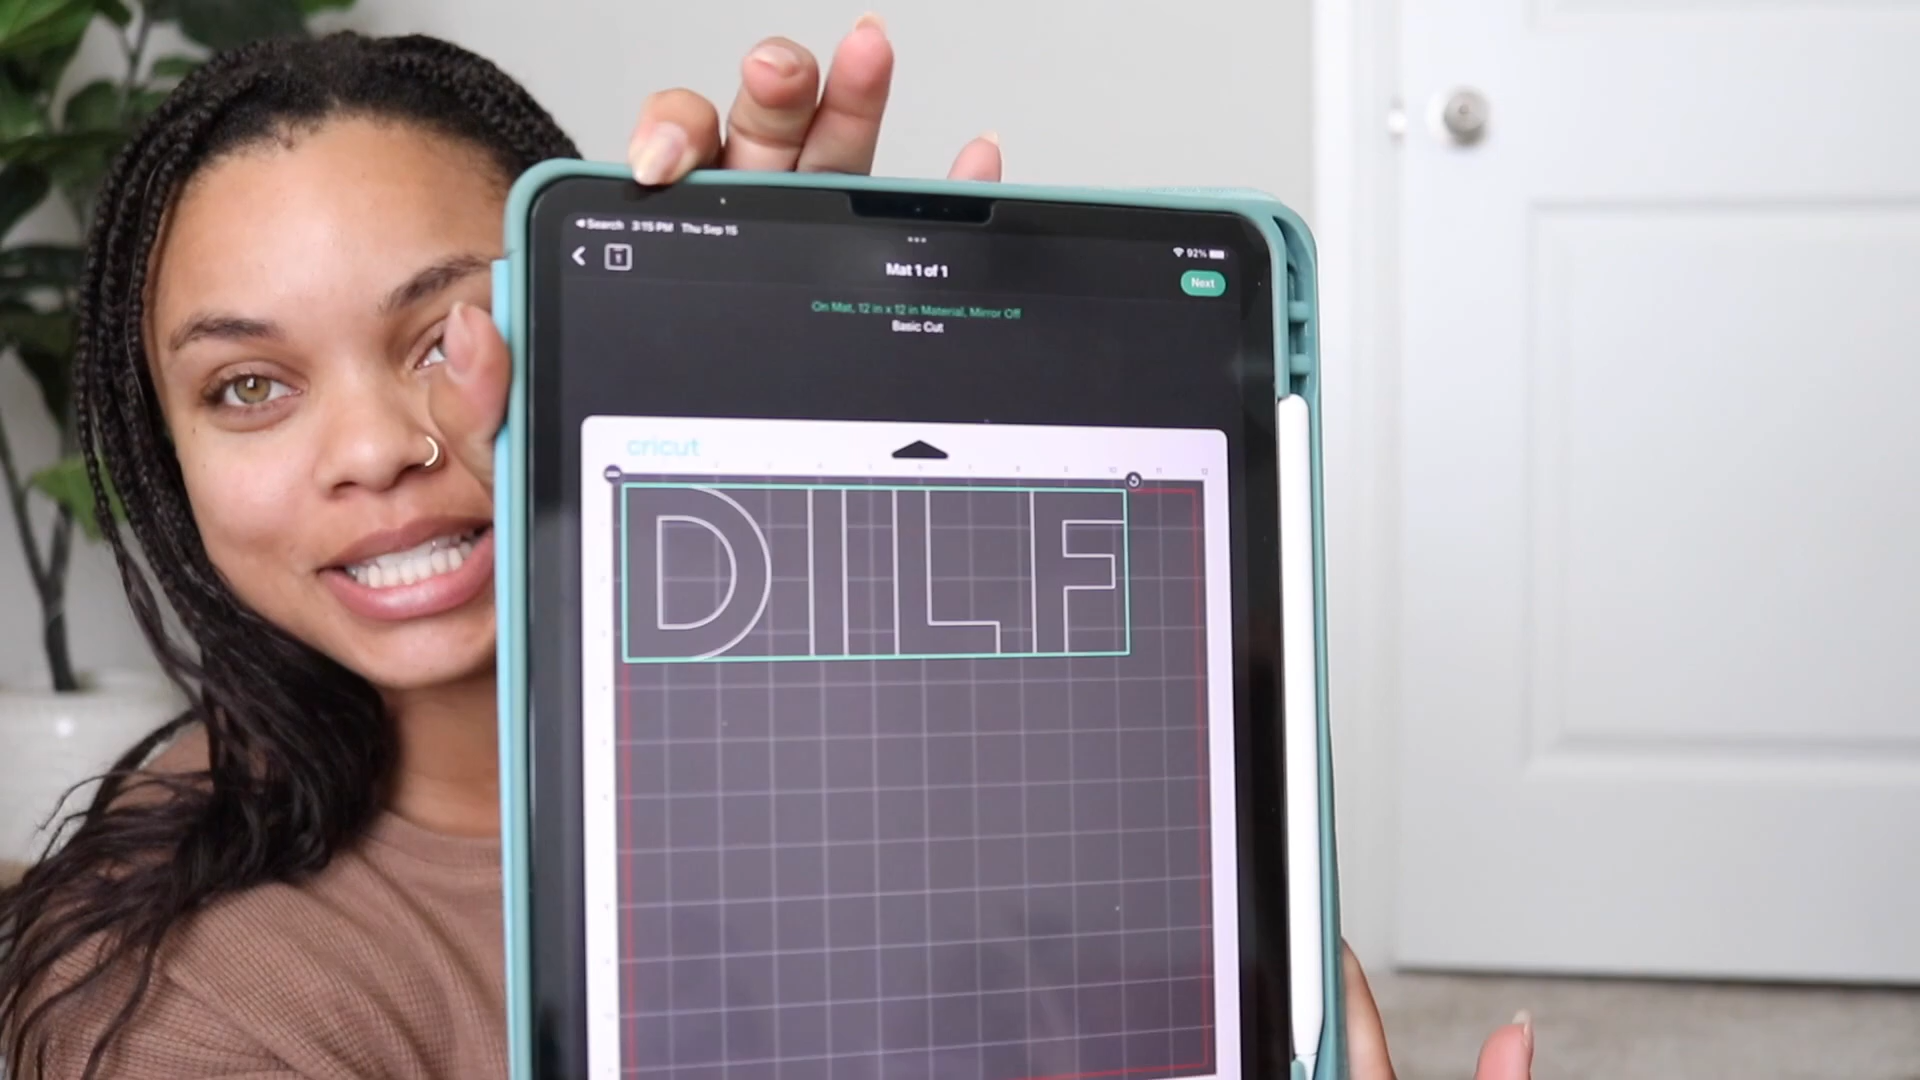 Search 3:15 PM Thu Sep 15
92%
Mat 1 of 1
Next
On Mat, 12 in x 12 in Material, Mirror Off
Basic Cut
cricut
DILF